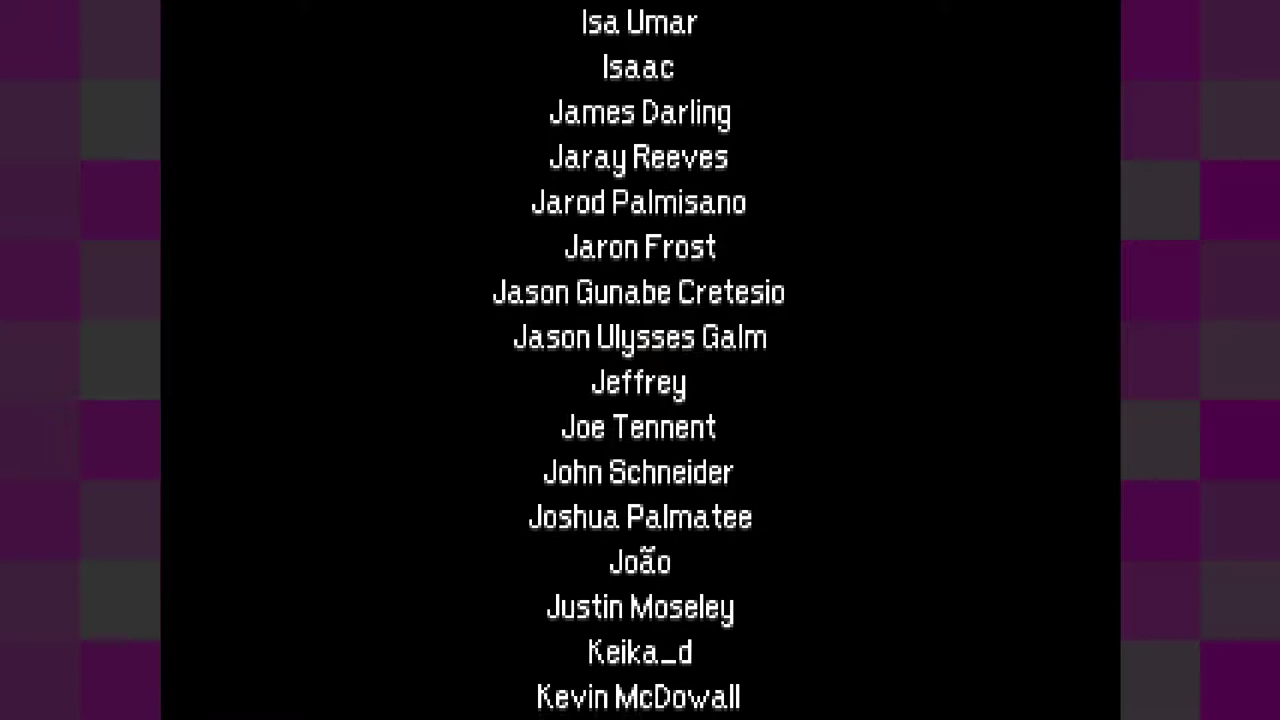 Isa Umar
Isaac
James Darling
Jaray Reeves
Jarod Palmisano
Jaron Frost
Jason Gunabe Cretesio
Jason Ulysses Galm
Jeffrey
Joe Tennent
John Schneider
Joshua Palmatee
João
Justin Moseley
Keika_d
Kevin McDowall